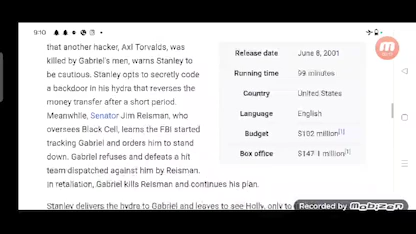 9:10
that another hacker, Axl Torvalds, was
killed by Gabriel's men, warns Stanley to
be cautious. Stanley opts to secretly code
a backdoor in his hydra that reverses the
money transfer after a short period.
Meanwhile, Senator Jim Reisman, who
oversees Black Cell, learns the FBI started
tracking Gabriel and orders him to stand
down. Gabriel refuses and defeats a hit
team dispatched against him by Reisman.
In retaliation, Gabriel kills Reisman and continues his plan.
Stanley delivers the hydra to Gabriel and leaves to see Holly, only to
Release date June 8, 2001
Running time 99 minutes
Country United States
Language English
Budget $102 million[1]
Box office $147.1 million[1]
Recorded by Mobizen